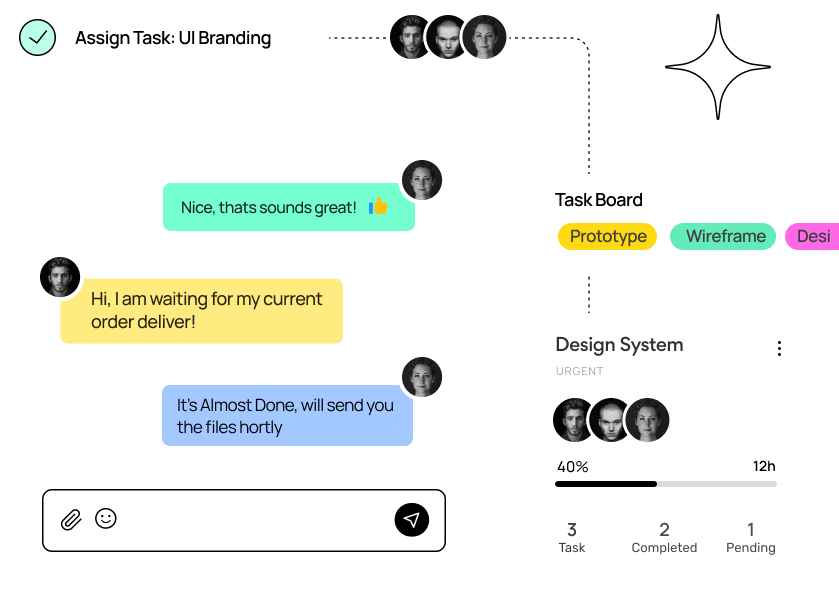 Assign Task: UI Branding
Nice, thats sounds great!
Hi, I am waiting for my current
order deliver!
It's Almost Done, will send you
the files hortly
Task Board
Prototype
Wireframe
Desi
Design System
URGENT
40%
12h
3
Task
2
Completed
1
Pending